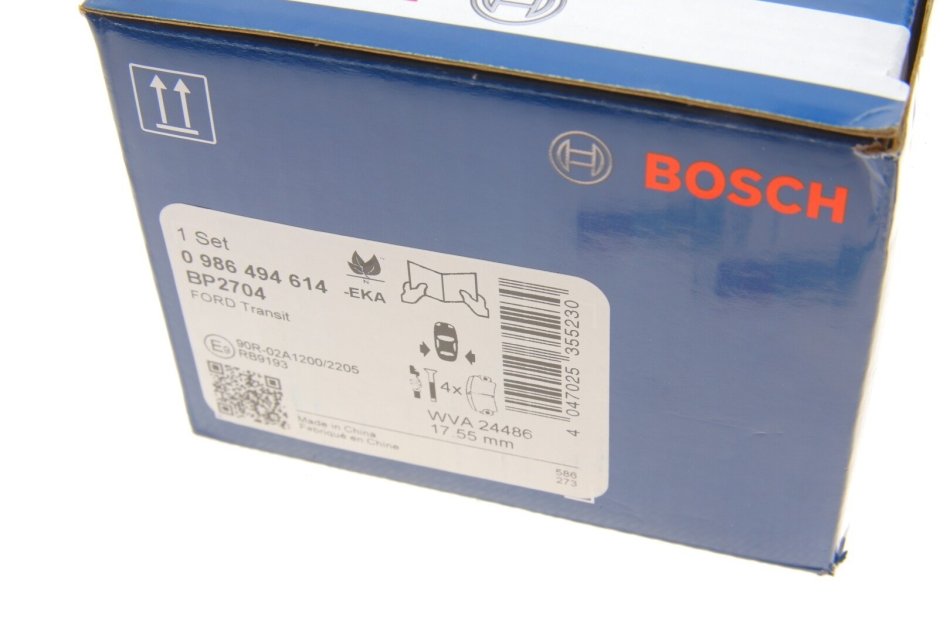 BOSCH
1 Set
0 986 494 614
BP2704
FORD Transit
-EKA
E9 90R-02A1200/2205
RB9193
4x
WVA 24486
17.55 mm
Made in China
Fabriqué en Chine
4 047025 355230
586
273